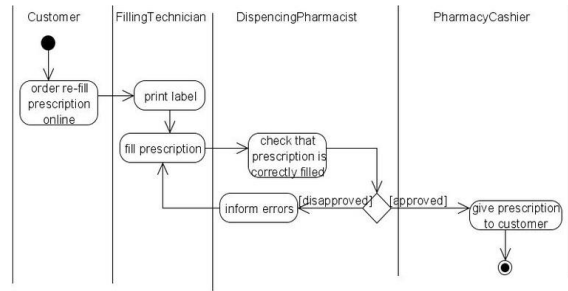 Customer
FillingTechnician
DispencingPharmacist
PharmacyCashier
order re-fill
prescription
online
print label
fill prescription
check that
prescription is
correctly filled
inform errors
[disapproved]
[approved]
give prescription
to customer